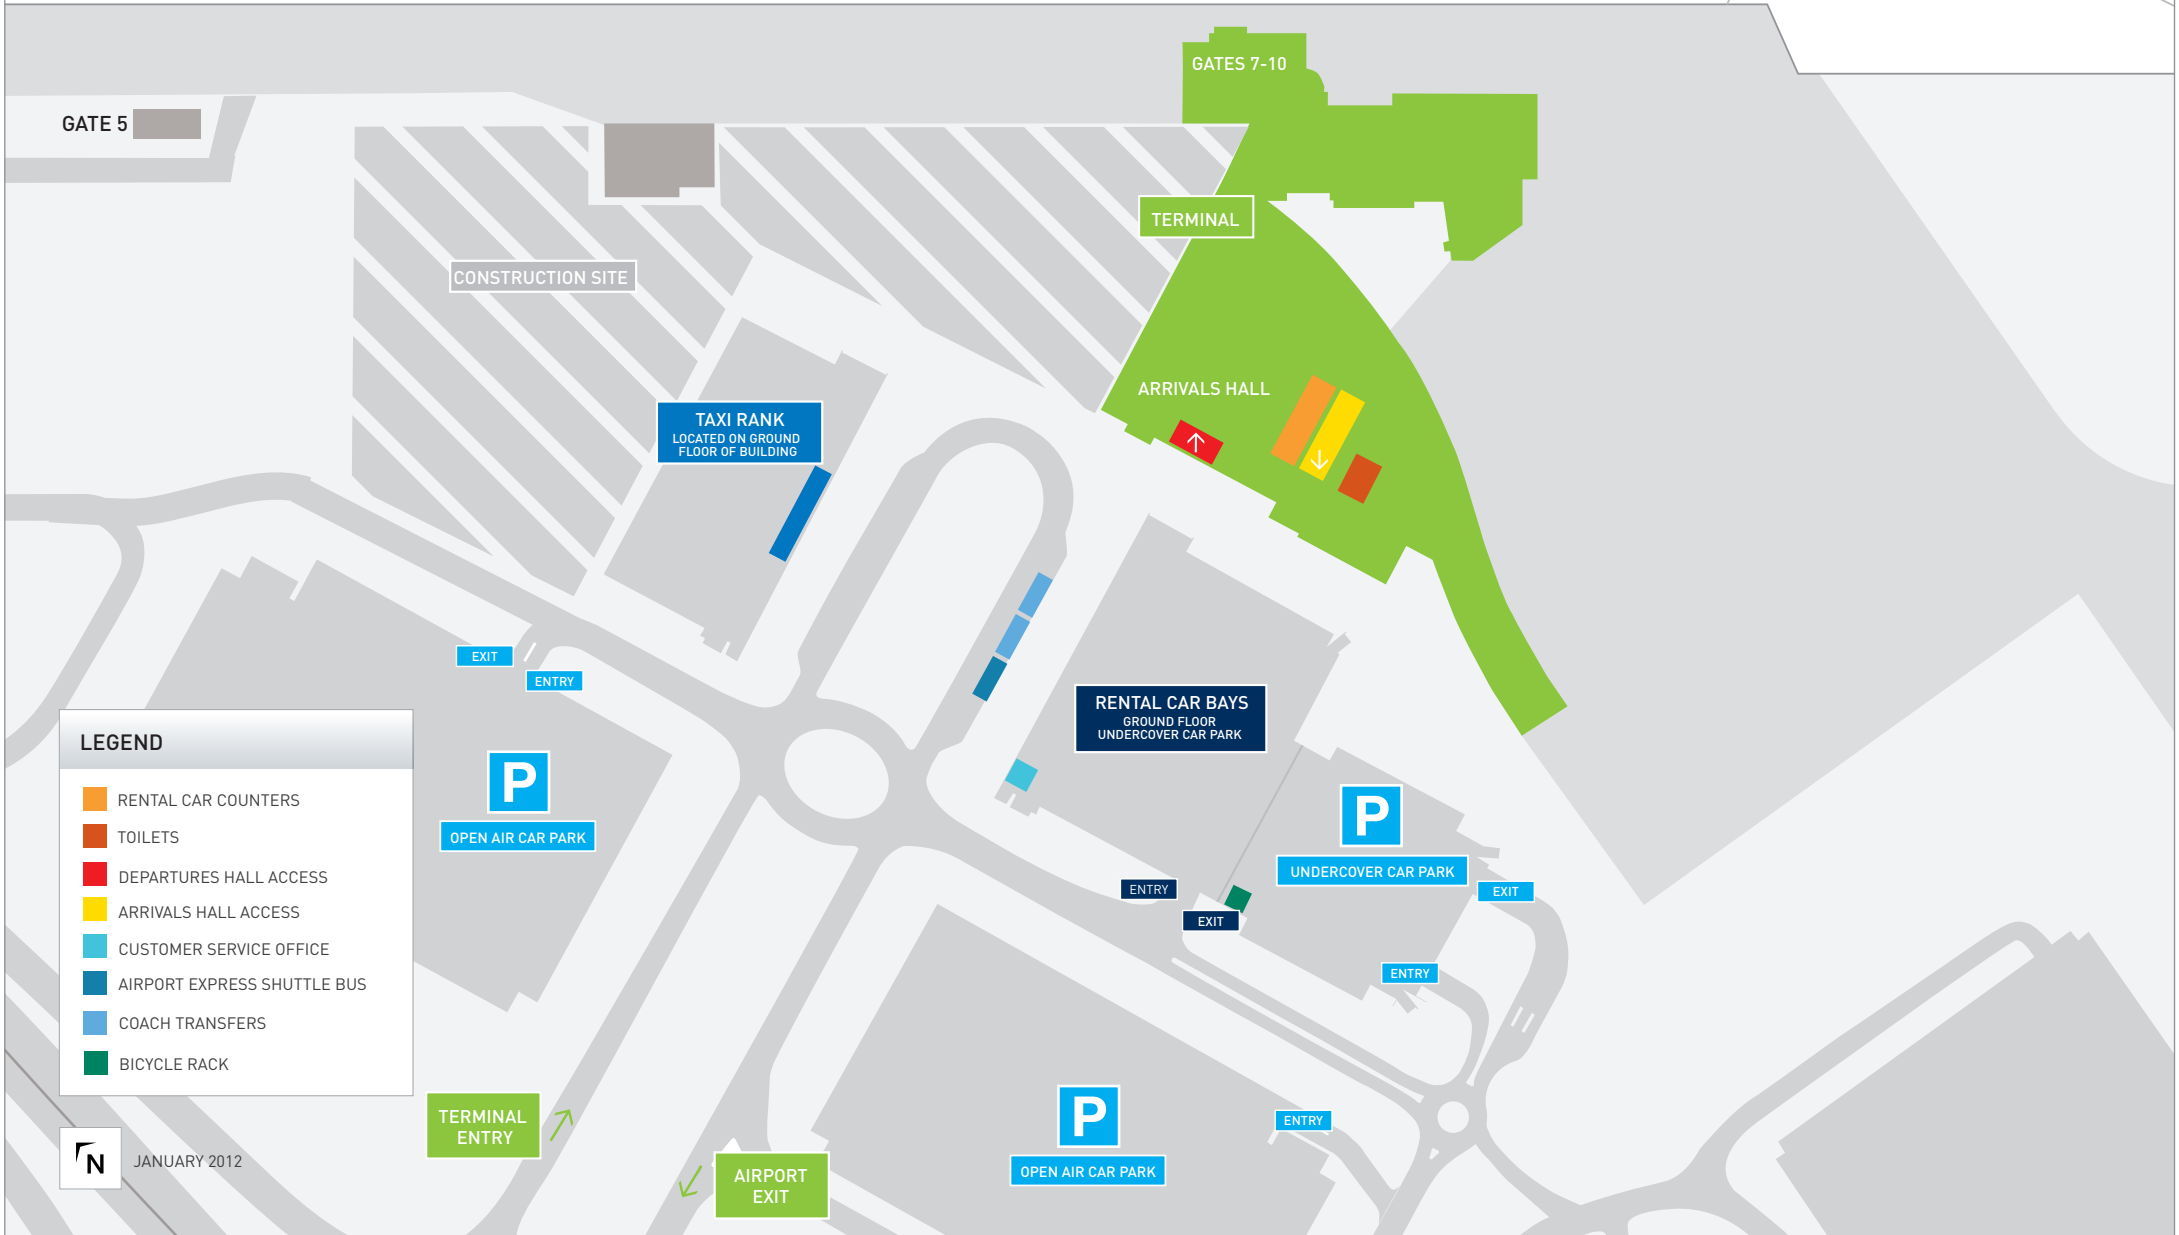 GATES 7-10
GATE 5
TERMINAL
CONSTRUCTION SITE
ARRIVALS HALL
TAXI RANK
LOCATED ON GROUND
FLOOR OF BUILDING
EXIT
ENTRY
RENTAL CAR BAYS
GROUND FLOOR
UNDERCOVER CAR PARK
P
OPEN AIR CAR PARK
P
UNDERCOVER CAR PARK
ENTRY
EXIT
EXIT
ENTRY
LEGEND
RENTAL CAR COUNTERS
TOILETS
DEPARTURES HALL ACCESS
ARRIVALS HALL ACCESS
CUSTOMER SERVICE OFFICE
AIRPORT EXPRESS SHUTTLE BUS
COACH TRANSFERS
BICYCLE RACK
TERMINAL
ENTRY
P
OPEN AIR CAR PARK
ENTRY
N
JANUARY 2012
AIRPORT
EXIT